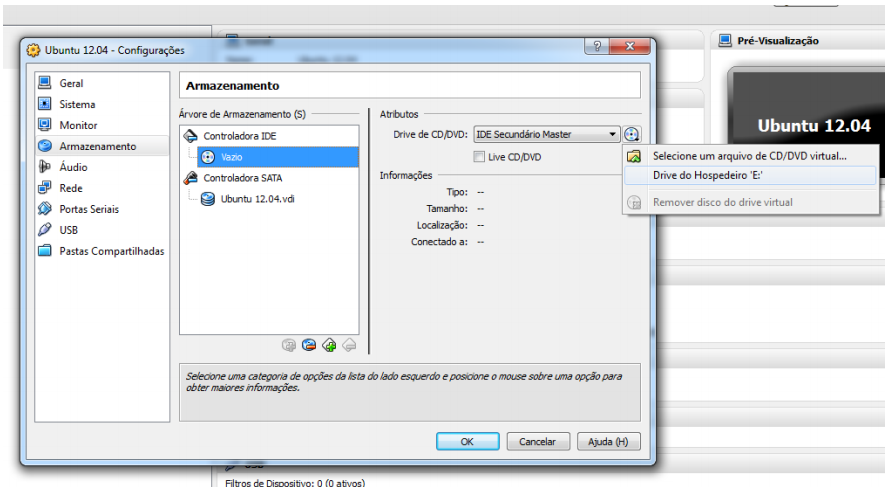 Ubuntu 12.04 - Configurações
Geral
Sistema
Monitor
Armazenamento
Áudio
Rede
Portas Seriais
USB
Pastas Compartilhadas
Armazenamento
Árvore de Armazenamento (S)
Controladora IDE
Vazio
Controladora SATA
Ubuntu 12.04.vdi
Atributos
Drive de CD/DVD: IDE Secundário Master
Live CD/DVD
Informações
Tipo: --
Tamanho: --
Localização: --
Conectado a: --
Selecione uma categoria de opções da lista do lado esquerdo e posicione o mouse sobre uma opção para
obter maiores informações.
OK Cancelar Ajuda (H)
Pré-Visualização
Ubuntu 12.04
Selecione um arquivo de CD/DVD virtual...
Drive do Hospedeiro 'E:'
Remover disco do drive virtual
USB
Filtros de Dispositivo: 0 (0 ativos)